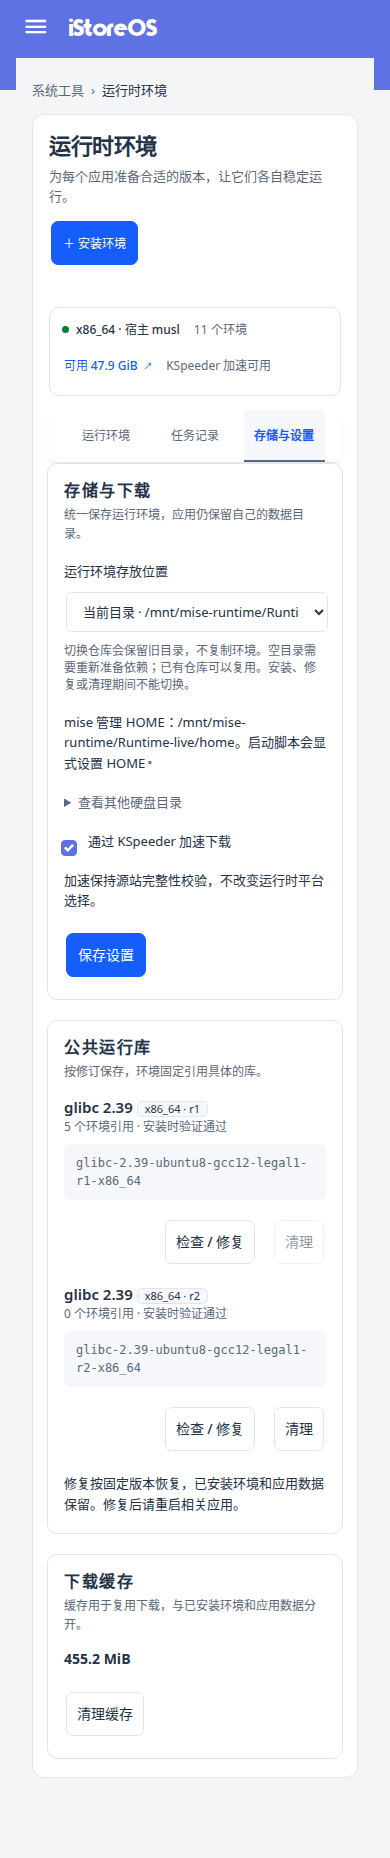 iStoreOS
系统工具 › 运行时环境
运行时环境
为每个应用准备合适的版本，让它们各自稳定运
行。
＋ 安装环境
x86_64 · 宿主 musl 11 个环境
可用 47.9 GiB ↗ KSpeeder 加速可用
运行环境 任务记录 存储与设置
存储与下载
统一保存运行环境，应用仍保留自己的数据目
录。
运行环境存放位置
当前目录 · /mnt/mise-runtime/Runti
切换仓库会保留旧目录，不复制环境。空目录需
要重新准备依赖；已有仓库可以复用。安装、修
复或清理期间不能切换。
mise 管理 HOME：/mnt/mise-
runtime/Runtime-live/home。启动脚本会显
式设置 HOME。
▶ 查看其他硬盘目录
通过 KSpeeder 加速下载
加速保持源站完整性校验，不改变运行时平台
选择。
保存设置
公共运行库
按修订保存，环境固定引用具体的库。
glibc 2.39 x86_64 · r1
5 个环境引用 · 安装时验证通过
glibc-2.39-ubuntu8-gcc12-legal1-
r1-x86_64
检查 / 修复 清理
glibc 2.39 x86_64 · r2
0 个环境引用 · 安装时验证通过
glibc-2.39-ubuntu8-gcc12-legal1-
r2-x86_64
检查 / 修复 清理
修复按固定版本恢复，已安装环境和应用数据
保留。修复后请重启相关应用。
下载缓存
缓存用于复用下载，与已安装环境和应用数据分
开。
455.2 MiB
清理缓存